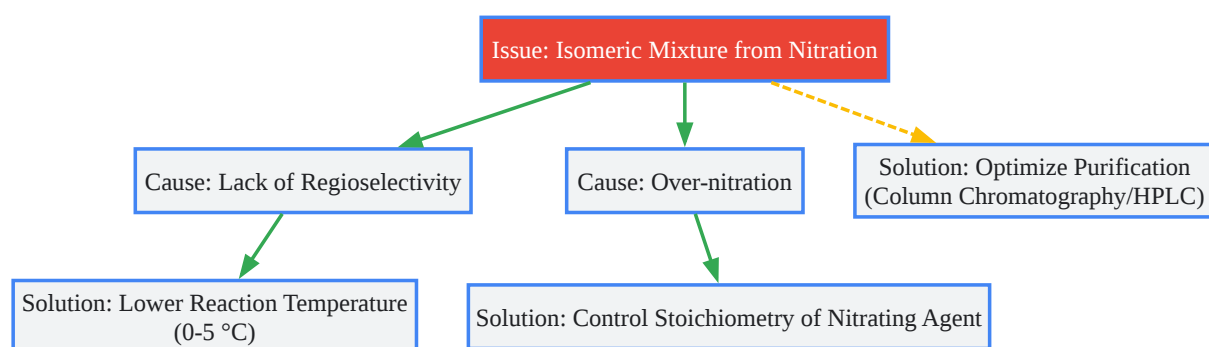 Issue: Isomeric Mixture from Nitration
Cause: Lack of Regioselectivity
Cause: Over-nitration
Solution: Optimize Purification
(Column Chromatography/HPLC)
Solution: Lower Reaction Temperature
(0-5 °C)
Solution: Control Stoichiometry of Nitrating Agent